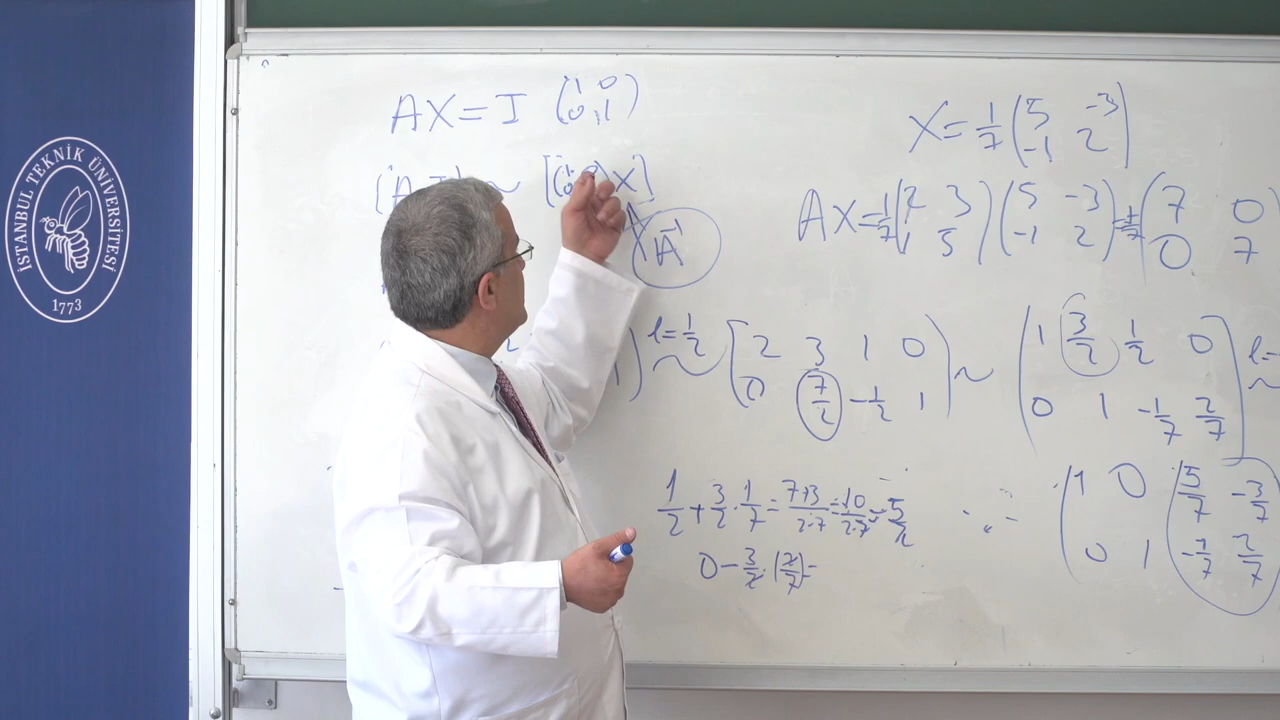 İSTANBUL TEKNİK ÜNİVERSİTESİ
1773
AX = I (1 0
0 1)
~ X]
A⁻¹
l=1/2 ~ [2 3 1 0 ~ (1 3/2 1/2 0 l=
0 7/2 -1/2 1) 0 1 -1/7 2/7) ~
1/2 + 3/2 · 1/7 = 7+3/2·7 = 10/2·7 = 5/7
0 - 3/2 · (2/7) =
X = 1/7 (5 -3
-1 2)
AX = 1/7 (2 3) (5 -3) = 1/7 (7 0
1 5) (-1 2) 0 7
(1 0 5/7 -3/7
0 1 -1/7 2/7